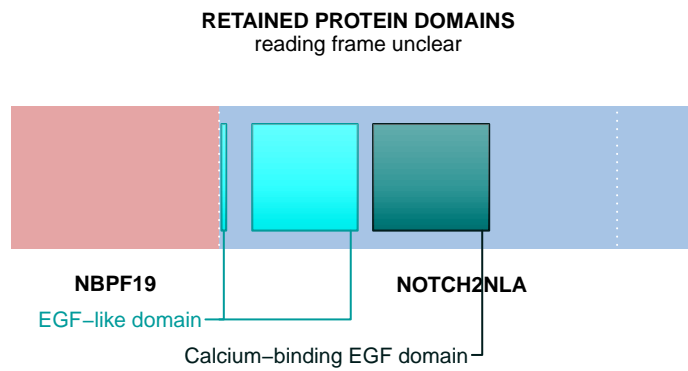 RETAINED PROTEIN DOMAINS
reading frame unclear
NBPF19
NOTCH2NLA
EGF−like domain
Calcium−binding EGF domain